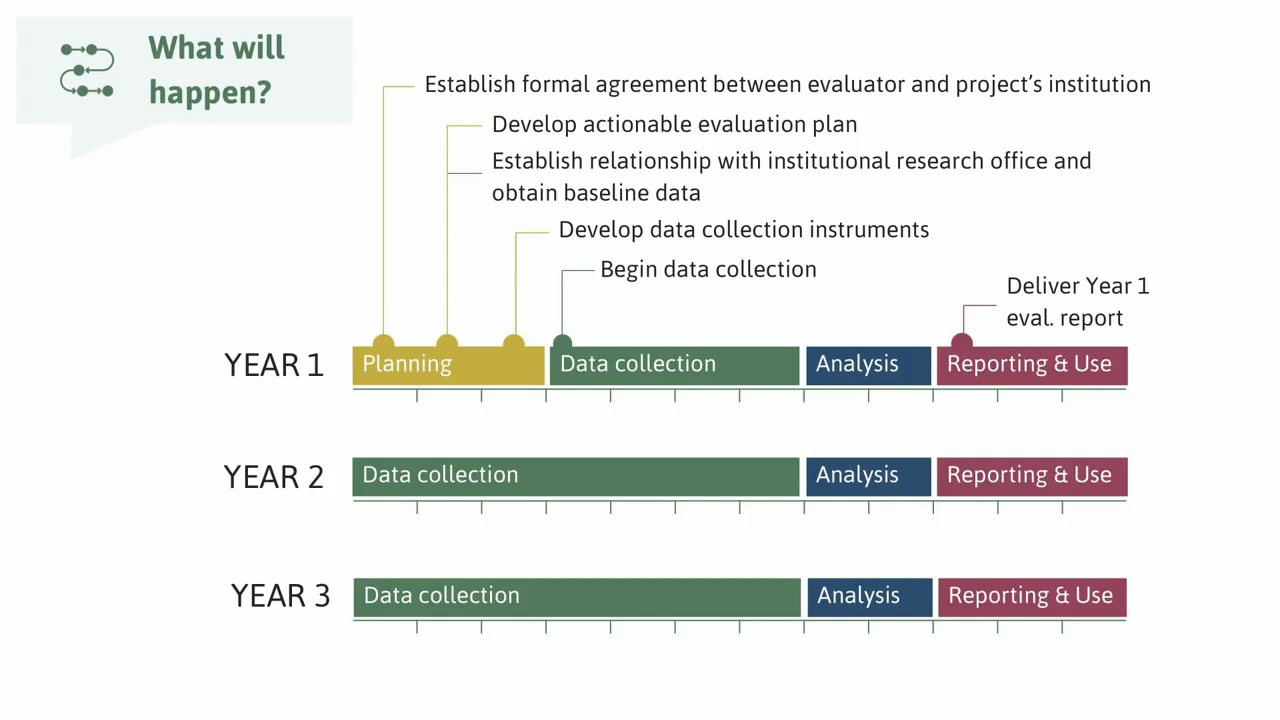 What will
happen?
Establish formal agreement between evaluator and project’s institution
Develop actionable evaluation plan
Establish relationship with institutional research office and
obtain baseline data
Develop data collection instruments
Begin data collection
Deliver Year 1
eval. report
YEAR 1
Planning
Data collection
Analysis
Reporting & Use
YEAR 2
Data collection
Analysis
Reporting & Use
YEAR 3
Data collection
Analysis
Reporting & Use